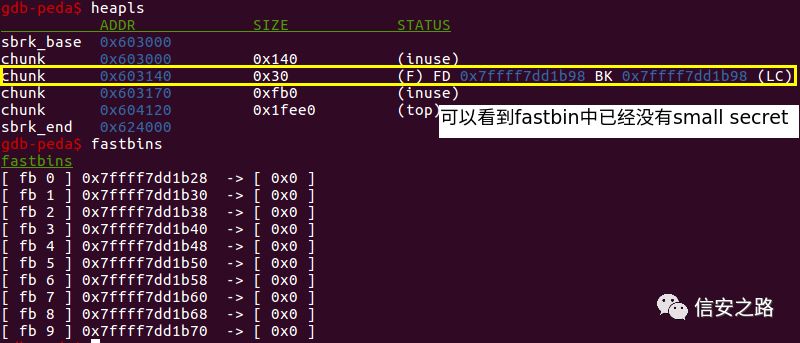 gdb-peda$ heapls
ADDR SIZE STATUS
sbrk_base 0x603000
chunk 0x603000 0x140 (inuse)
chunk 0x603140 0x30 (F) FD 0x7ffff7dd1b98 BK 0x7ffff7dd1b98 (LC)
chunk 0x603170 0xfb0 (inuse)
chunk 0x604120 0x1fee0 (top)
sbrk_end 0x624000
可以看到fastbin中已经没有small secret
gdb-peda$ fastbins
fastbins
[ fb 0 ] 0x7ffff7dd1b28 -> [ 0x0 ]
[ fb 1 ] 0x7ffff7dd1b30 -> [ 0x0 ]
[ fb 2 ] 0x7ffff7dd1b38 -> [ 0x0 ]
[ fb 3 ] 0x7ffff7dd1b40 -> [ 0x0 ]
[ fb 4 ] 0x7ffff7dd1b48 -> [ 0x0 ]
[ fb 5 ] 0x7ffff7dd1b50 -> [ 0x0 ]
[ fb 6 ] 0x7ffff7dd1b58 -> [ 0x0 ]
[ fb 7 ] 0x7ffff7dd1b60 -> [ 0x0 ]
[ fb 8 ] 0x7ffff7dd1b68 -> [ 0x0 ]
[ fb 9 ] 0x7ffff7dd1b70 -> [ 0x0 ]
信安之路